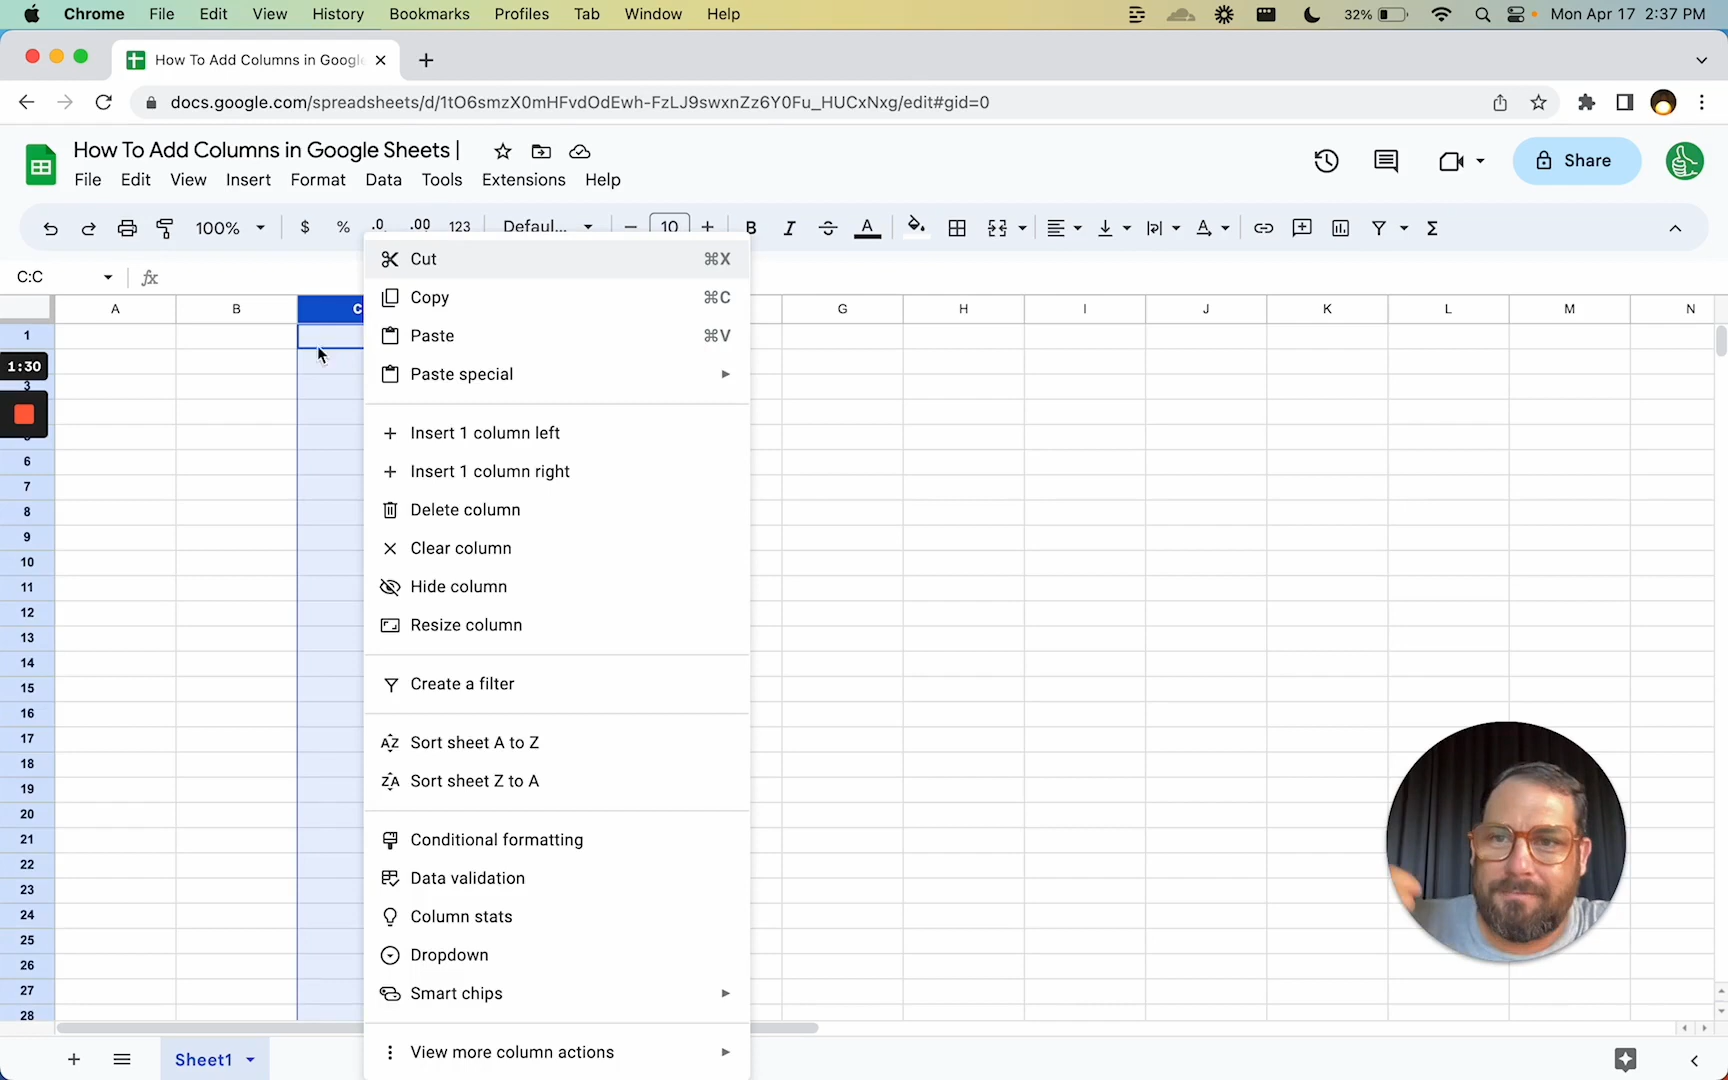 Chrome File Edit View History Bookmarks Profiles Tab Window Help 32% Mon Apr 17 2:37 PM
How To Add Columns in Googl
docs.google.com/spreadsheets/d/1tO6smzX0mHFvdOdEwh-FzLJ9swxnZz6Y0Fu_HUCxNxg/edit#gid=0
How To Add Columns in Google Sheets |
File Edit View Insert Format Data Tools Extensions Help
Share
100% $ % .0 .00 123 Defaul... 10 B I A
C:C fx
A B C G H I J K L M N
1
1:30
3
6
7
8
9
10
11
12
13
14
15
16
17
18
19
20
21
22
23
24
25
26
27
28
Cut ⌘X
Copy ⌘C
Paste ⌘V
Paste special
Insert 1 column left
Insert 1 column right
Delete column
Clear column
Hide column
Resize column
Create a filter
Sort sheet A to Z
Sort sheet Z to A
Conditional formatting
Data validation
Column stats
Dropdown
Smart chips
View more column actions
Sheet1